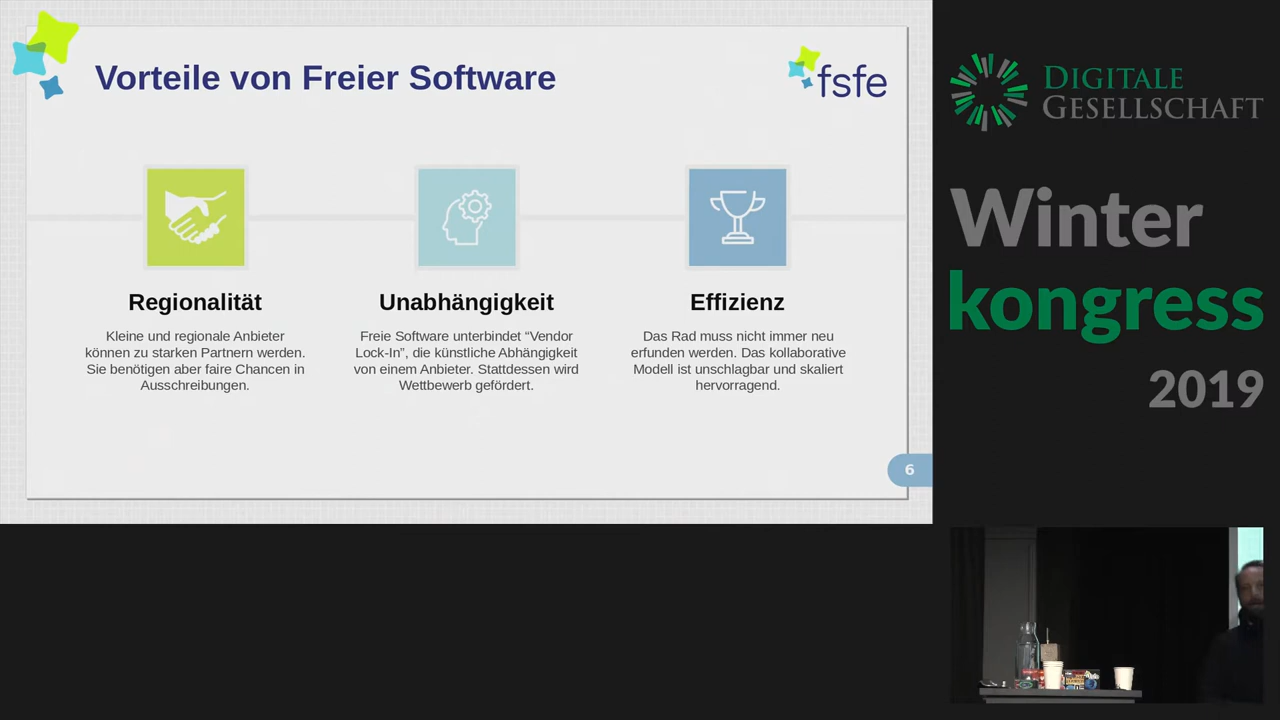 Vorteile von Freier Software
fsfe
Regionalität
Kleine und regionale Anbieter
können zu starken Partnern werden.
Sie benötigen aber faire Chancen in
Ausschreibungen.
Unabhängigkeit
Freie Software unterbindet “Vendor
Lock-In”, die künstliche Abhängigkeit
von einem Anbieter. Stattdessen wird
Wettbewerb gefördert.
Effizienz
Das Rad muss nicht immer neu
erfunden werden. Das kollaborative
Modell ist unschlagbar und skaliert
hervorragend.
6
DIGITALE
GESELLSCHAFT
Winter
kongress
2019